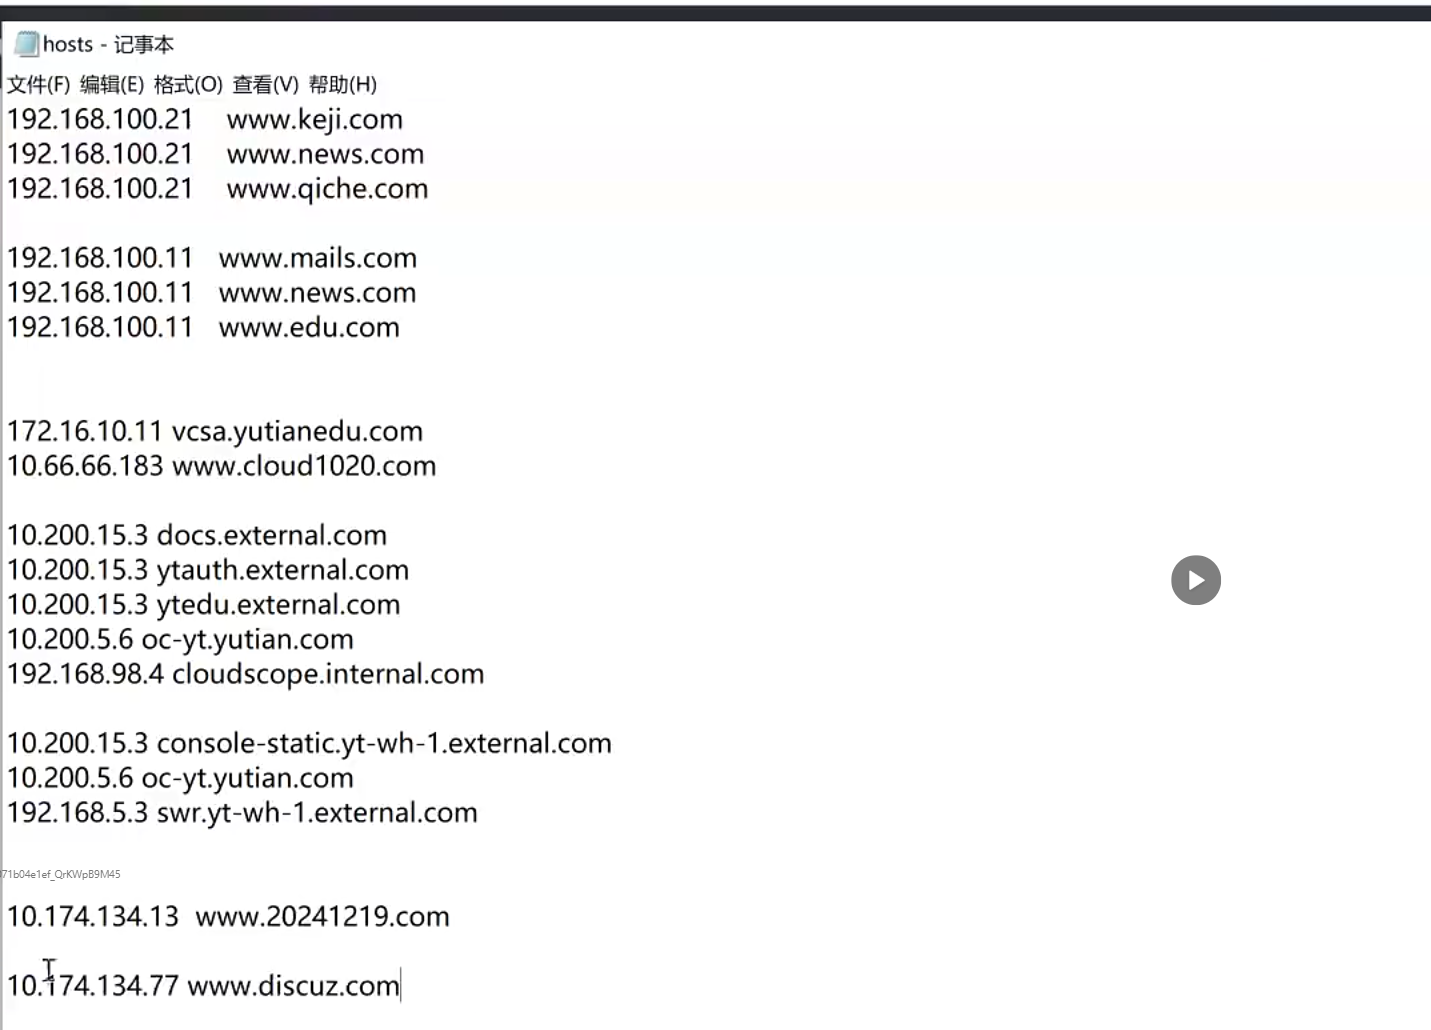 hosts - 记事本
文件(F) 编辑(E) 格式(O) 查看(V) 帮助(H)
192.168.100.21 www.keji.com
192.168.100.21 www.news.com
192.168.100.21 www.qiche.com
192.168.100.11 www.mails.com
192.168.100.11 www.news.com
192.168.100.11 www.edu.com
172.16.10.11 vcsa.yutianedu.com
10.66.66.183 www.cloud1020.com
10.200.15.3 docs.external.com
10.200.15.3 ytauth.external.com
10.200.15.3 ytedu.external.com
10.200.5.6 oc-yt.yutian.com
192.168.98.4 cloudscope.internal.com
10.200.15.3 console-static.yt-wh-1.external.com
10.200.5.6 oc-yt.yutian.com
192.168.5.3 swr.yt-wh-1.external.com
71b04e1ef_QrKWpB9M45
10.174.134.13 www.20241219.com
10.174.134.77 www.discuz.com